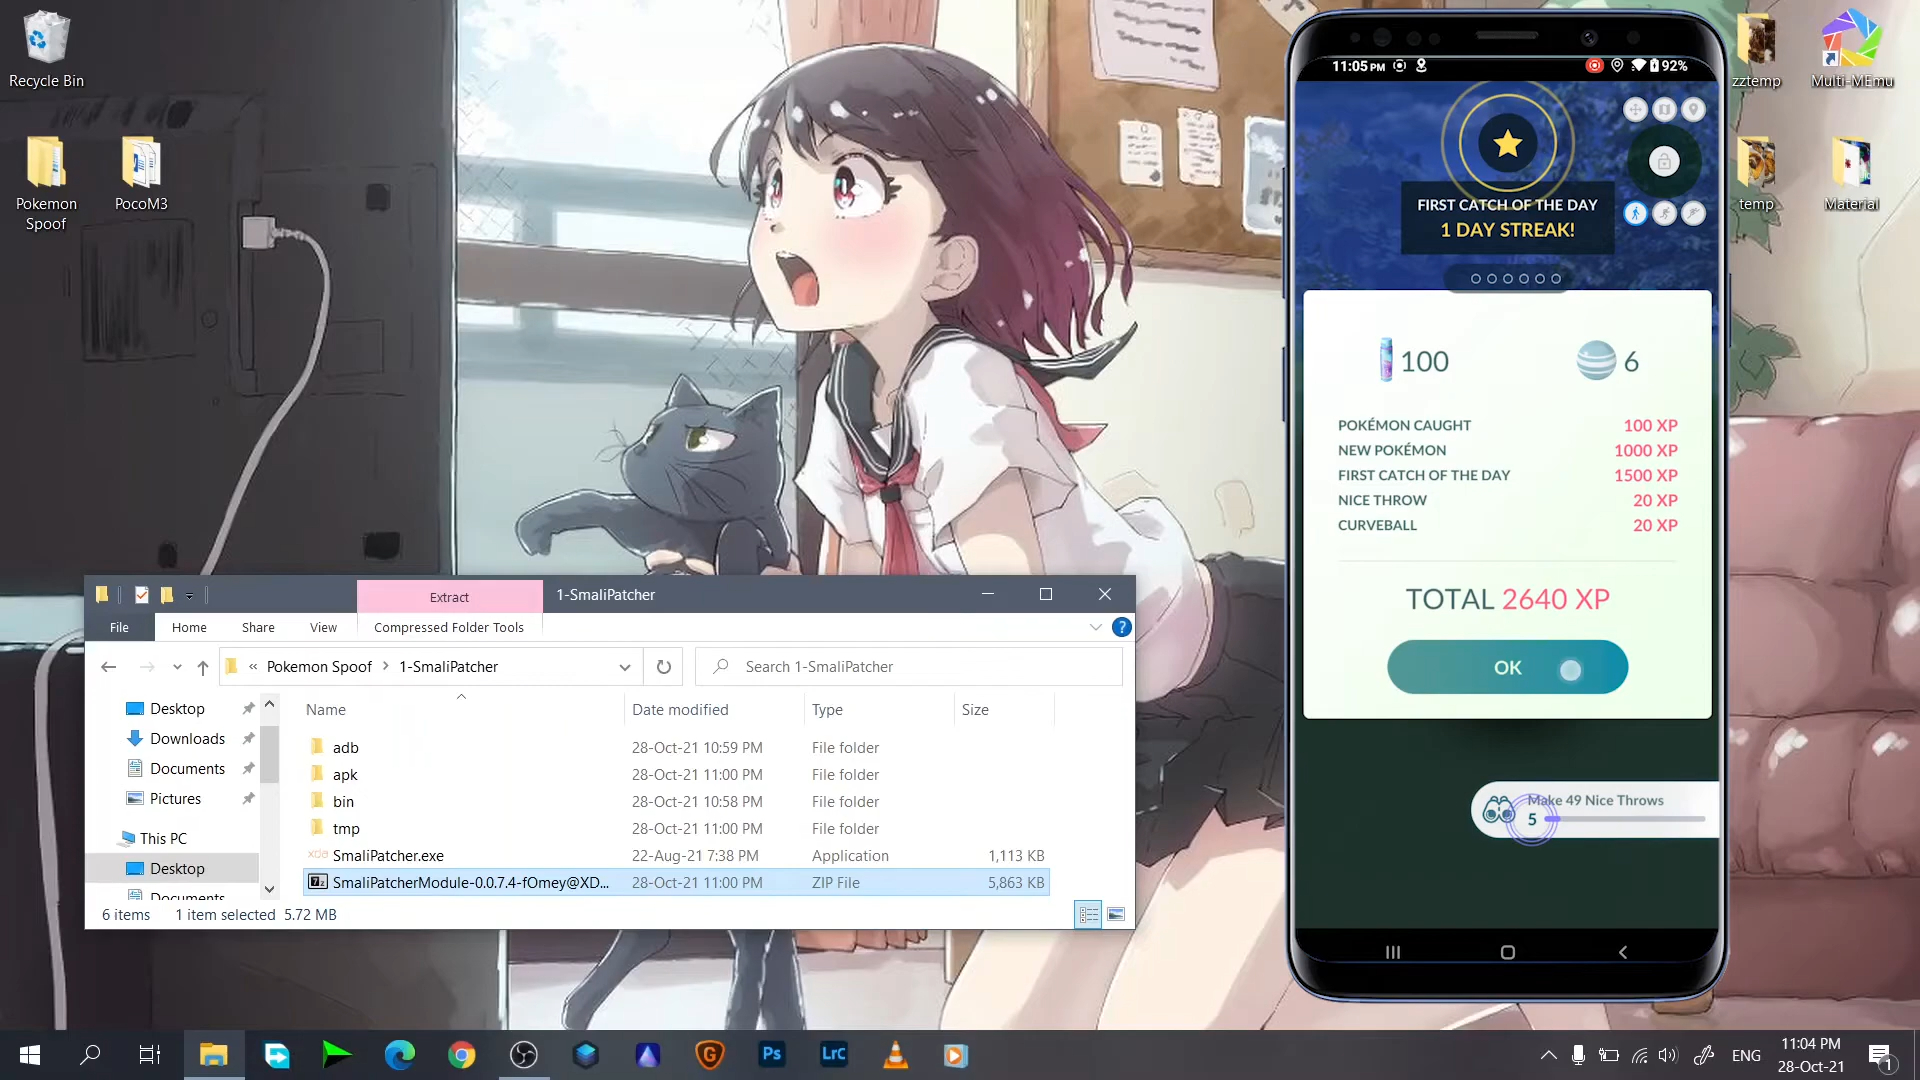 Recycle Bin
Pokemon
Spoof
PocoM3
zztemp
Multi-MEmu
temp
Material
11:05 PM
92%
FIRST CATCH OF THE DAY
1 DAY STREAK!
100
6
POKÉMON CAUGHT 100 XP
NEW POKÉMON 1000 XP
FIRST CATCH OF THE DAY 1500 XP
NICE THROW 20 XP
CURVEBALL 20 XP
TOTAL 2640 XP
OK
Make 49 Nice Throws
5
Extract
1-SmaliPatcher
File
Home
Share
View
Compressed Folder Tools
?
« Pokemon Spoof > 1-SmaliPatcher
Search 1-SmaliPatcher
Desktop
Downloads
Documents
Pictures
This PC
Desktop
Documents
Name Date modified Type Size
adb 28-Oct-21 10:59 PM File folder
apk 28-Oct-21 11:00 PM File folder
bin 28-Oct-21 10:58 PM File folder
tmp 28-Oct-21 11:00 PM File folder
SmaliPatcher.exe 22-Aug-21 7:38 PM Application 1,113 KB
SmaliPatcherModule-0.0.7.4-fOmey@XD... 28-Oct-21 11:00 PM ZIP File 5,863 KB
6 items 1 item selected 5.72 MB
Ps
LrC
ENG
11:04 PM
28-Oct-21
1